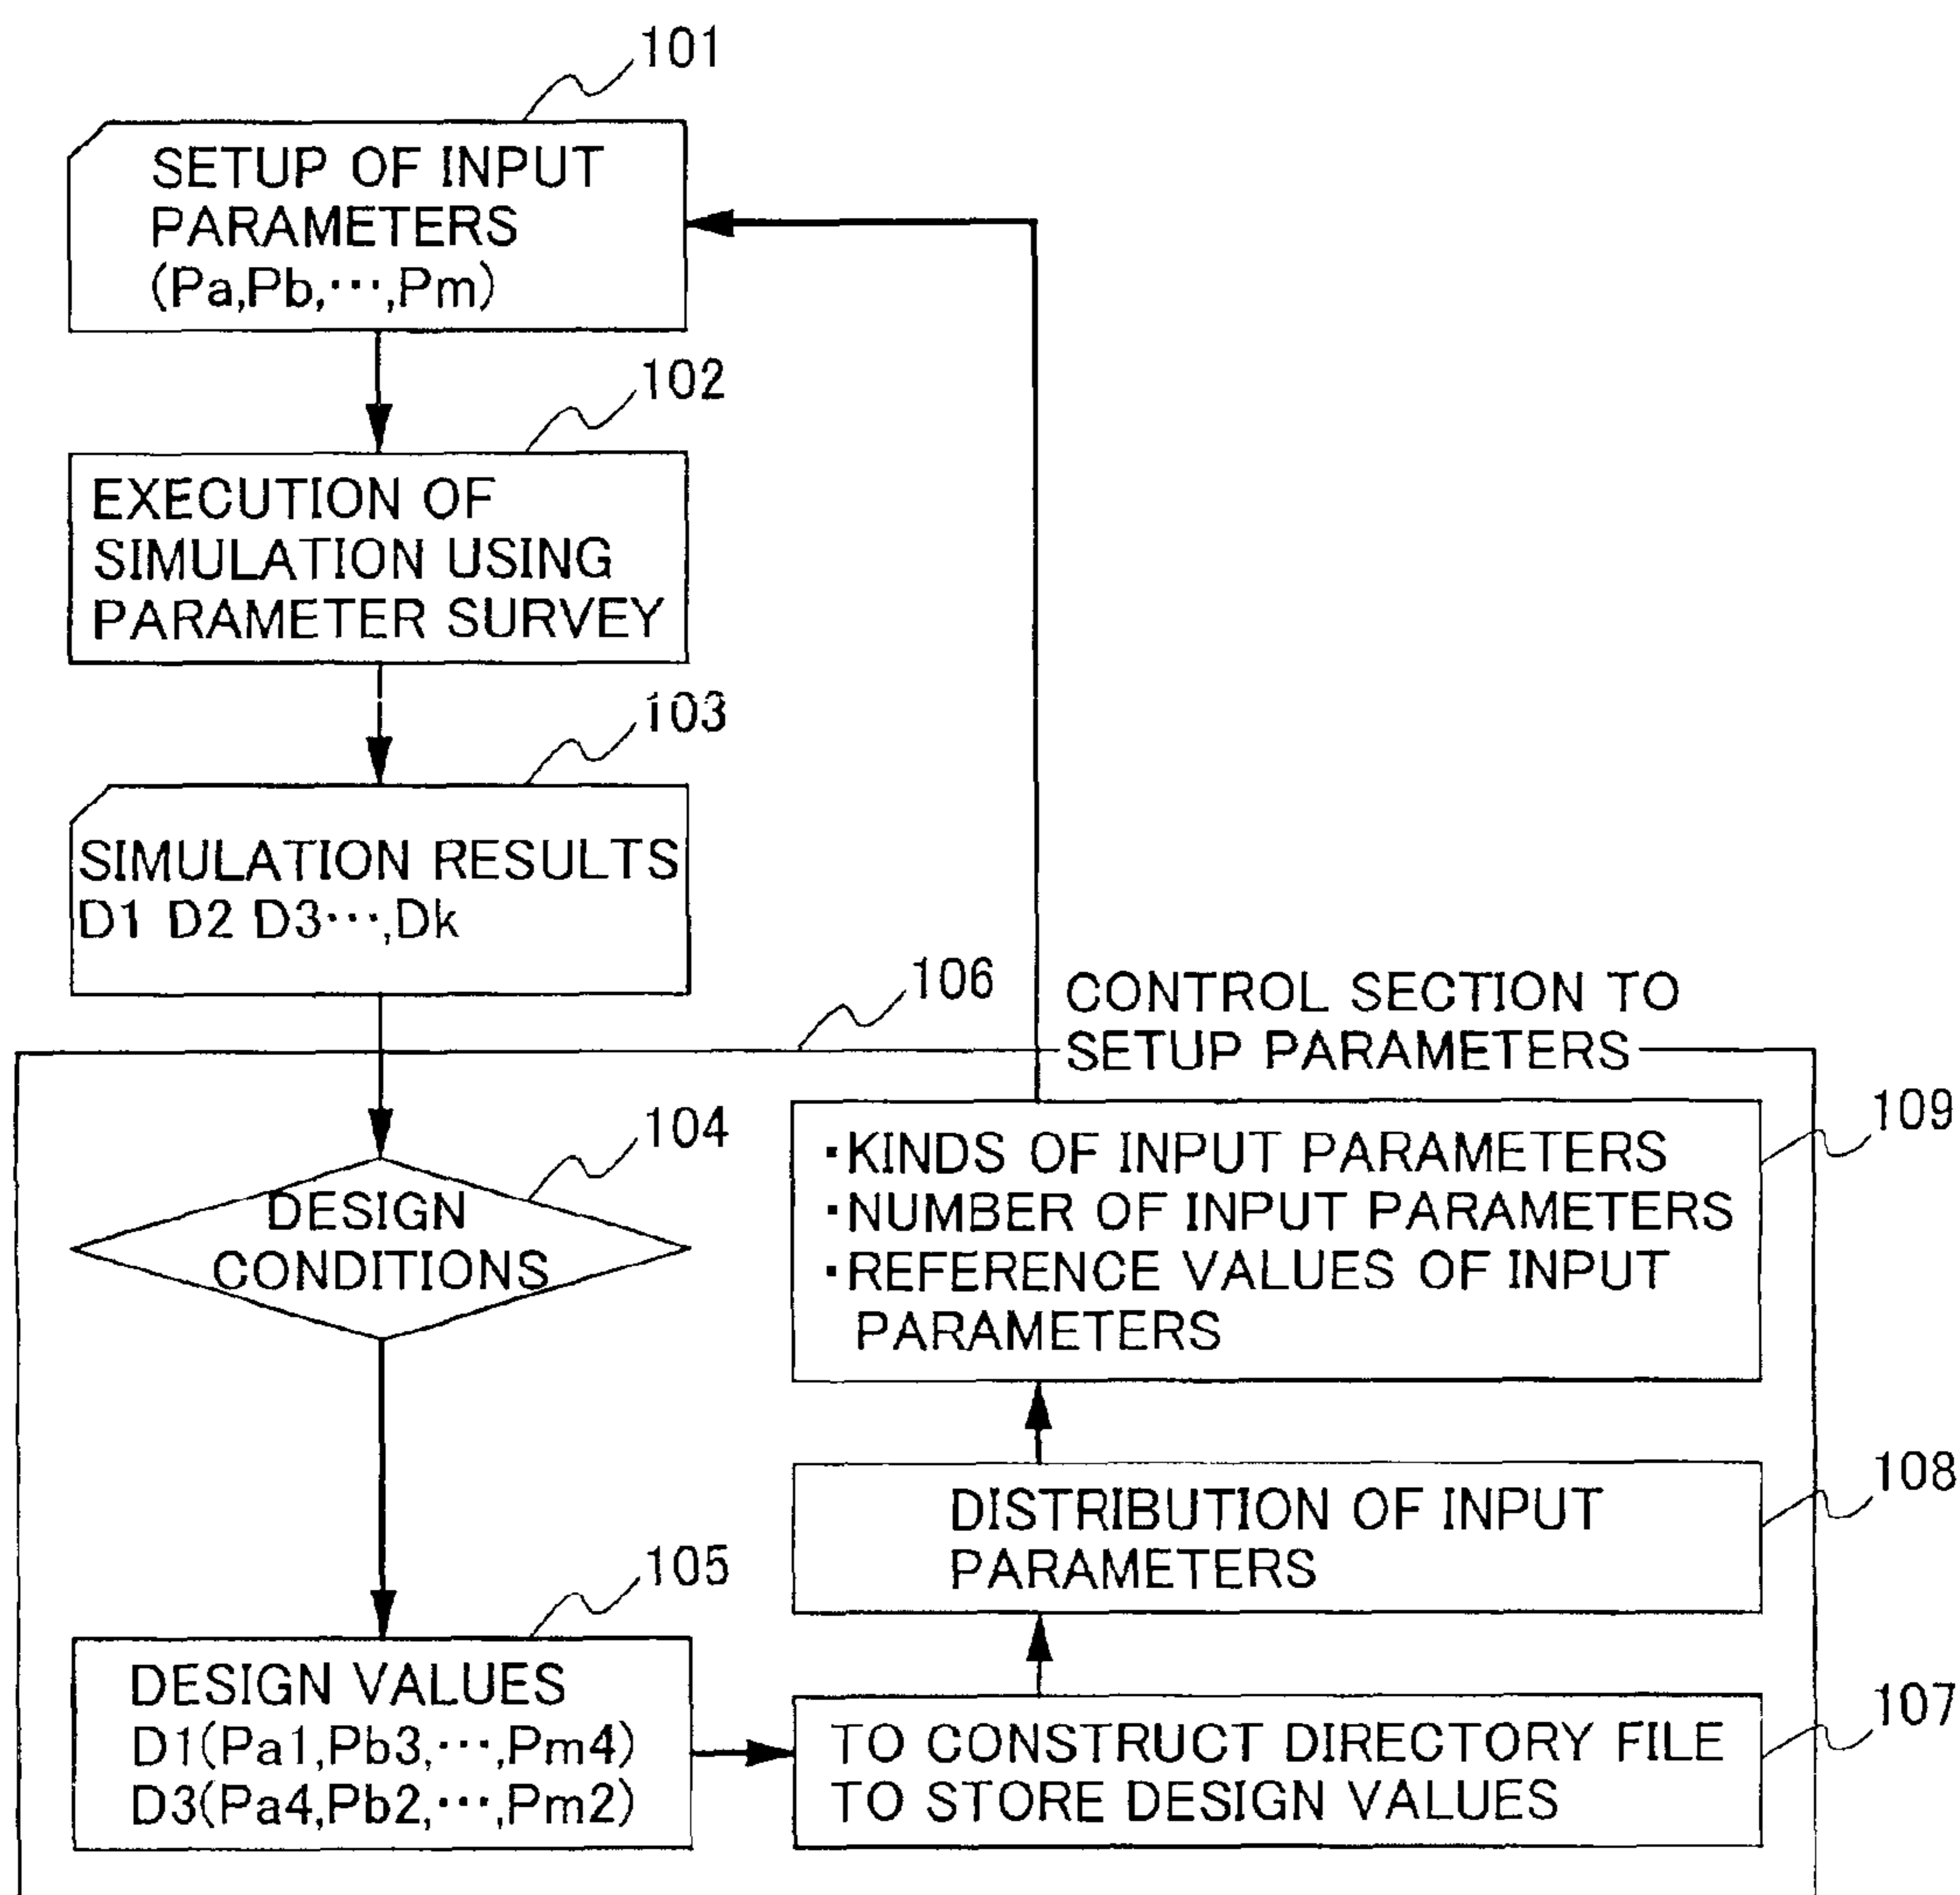 101
SETUP OF INPUT
PARAMETERS
(Pa,Pb,···,Pm)
102
EXECUTION OF
SIMULATION USING
PARAMETER SURVEY
103
SIMULATION RESULTS
D1 D2 D3···,Dk
106
CONTROL SECTION TO
SETUP PARAMETERS
104
DESIGN
CONDITIONS
105
DESIGN VALUES
D1(Pa1,Pb3,···,Pm4)
D3(Pa4,Pb2,···,Pm2)
109
·KINDS OF INPUT PARAMETERS
·NUMBER OF INPUT PARAMETERS
·REFERENCE VALUES OF INPUT
PARAMETERS
108
DISTRIBUTION OF INPUT
PARAMETERS
107
TO CONSTRUCT DIRECTORY FILE
TO STORE DESIGN VALUES